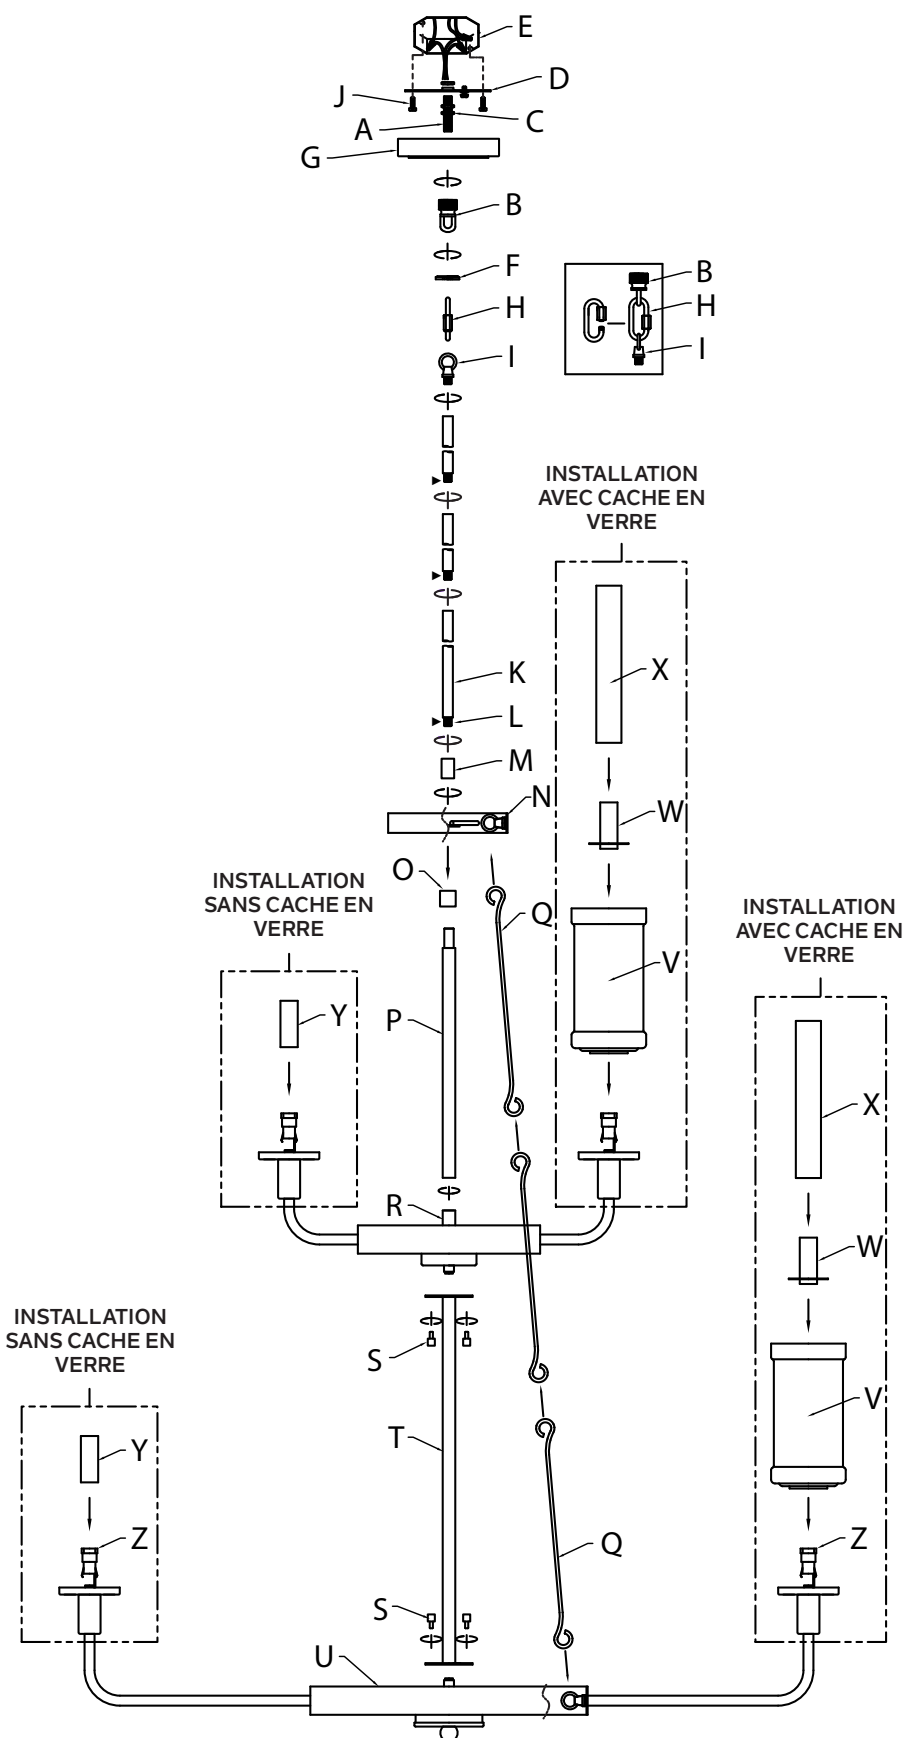 E
D
J
C
A
G
B
F
B
H
H
I
I
INSTALLATION
AVEC CACHE EN
VERRE
K
X
L
M
N
W
O
INSTALLATION
SANS CACHE EN
VERRE
Q
INSTALLATION
AVEC CACHE EN
VERRE
V
Y
P
X
R
W
INSTALLATION
SANS CACHE EN
VERRE
S
V
T
Y
Z
Q
Z
S
U